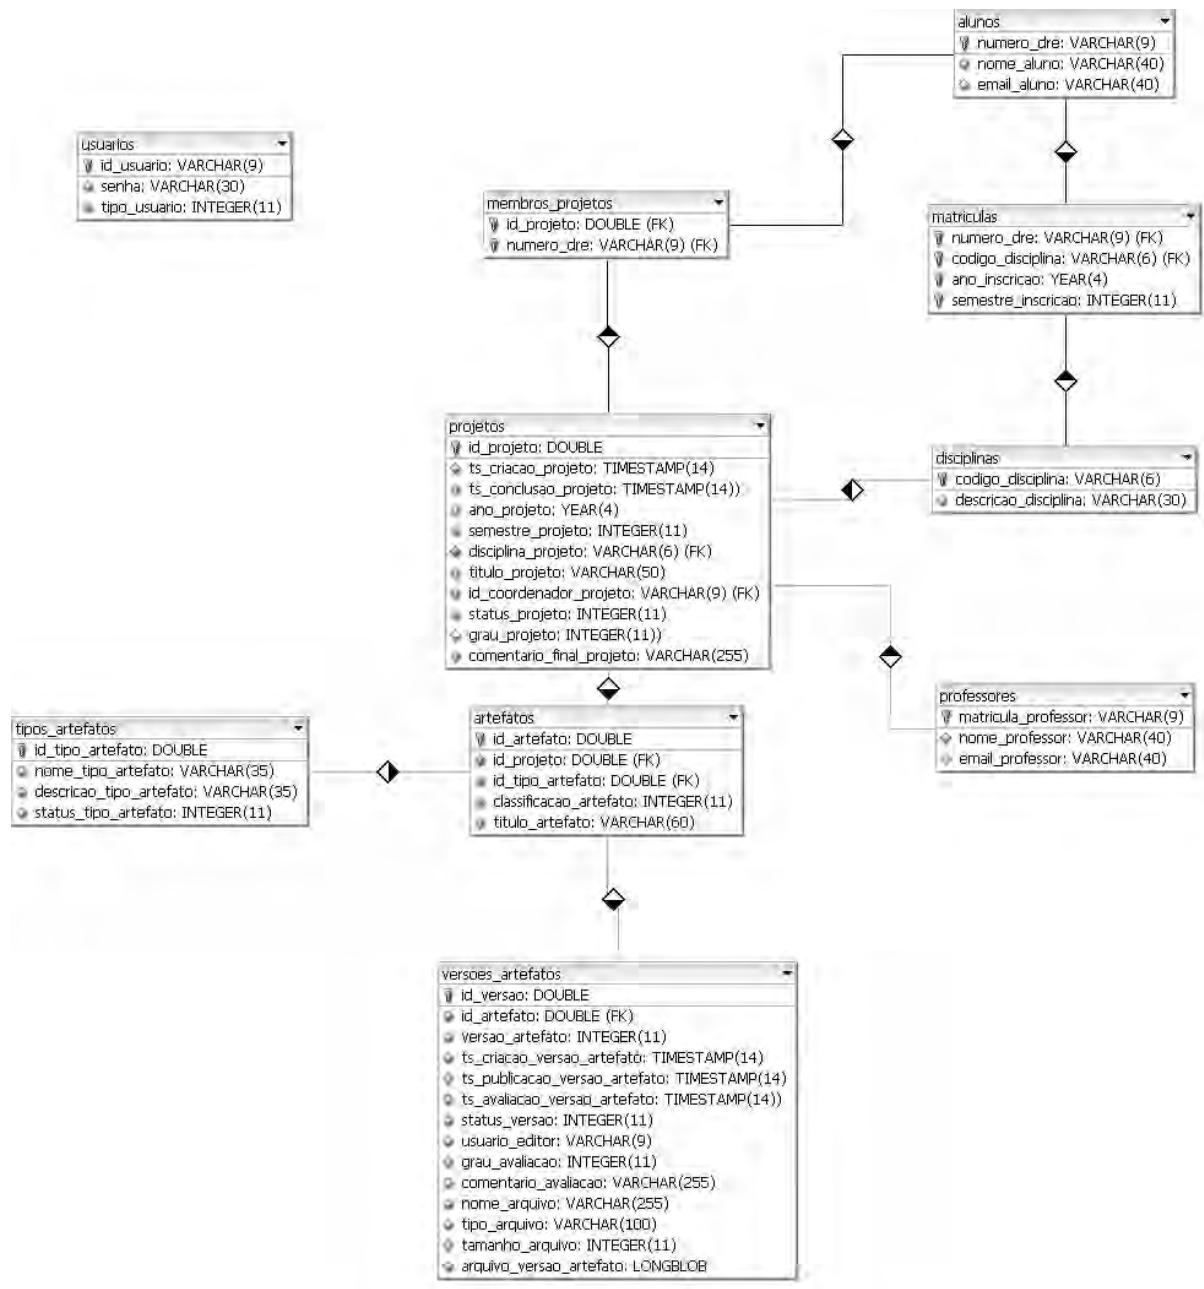 alunos
numero_dre: VARCHAR(9)
nome_aluno: VARCHAR(40)
email_aluno: VARCHAR(40)
usuarios
id_usuario: VARCHAR(9)
senha: VARCHAR(30)
tipo_usuario: INTEGER(11)
membros_projetos
id_projeto: DOUBLE (FK)
numero_dre: VARCHAR(9) (FK)
matriculas
numero_dre: VARCHAR(9) (FK)
codigo_disciplina: VARCHAR(6) (FK)
ano_inscricao: YEAR(4)
semestre_inscricao: INTEGER(11)
projetos
id_projeto: DOUBLE
ts_criacao_projeto: TIMESTAMP(14)
ts_conclusao_projeto: TIMESTAMP(14))
ano_projeto: YEAR(4)
semestre_projeto: INTEGER(11)
disciplina_projeto: VARCHAR(6) (FK)
titulo_projeto: VARCHAR(50)
id_coordenador_projeto: VARCHAR(9) (FK)
status_projeto: INTEGER(11)
grau_projeto: INTEGER(11))
comentario_final_projeto: VARCHAR(255)
disciplinas
codigo_disciplina: VARCHAR(6)
descricao_disciplina: VARCHAR(30)
professores
matricula_professor: VARCHAR(9)
nome_professor: VARCHAR(40)
email_professor: VARCHAR(40)
tipos_artefatos
id_tipo_artefato: DOUBLE
nome_tipo_artefato: VARCHAR(35)
descricao_tipo_artefato: VARCHAR(35)
status_tipo_artefato: INTEGER(11)
artefatos
id_artefato: DOUBLE
id_projeto: DOUBLE (FK)
id_tipo_artefato: DOUBLE (FK)
classificacao_artefato: INTEGER(11)
titulo_artefato: VARCHAR(60)
versoes_artefatos
id_versao: DOUBLE
id_artefato: DOUBLE (FK)
versao_artefato: INTEGER(11)
ts_criacao_versao_artefato: TIMESTAMP(14)
ts_publicacao_versao_artefato: TIMESTAMP(14)
ts_avaliacao_versao_artefato: TIMESTAMP(14))
status_versao: INTEGER(11)
usuario_editor: VARCHAR(9)
grau_avaliacao: INTEGER(11)
comentario_avaliacao: VARCHAR(255)
nome_arquivo: VARCHAR(255)
tipo_arquivo: VARCHAR(100)
tamanho_arquivo: INTEGER(11)
arquivo_versao_artefato: LONGBLOB